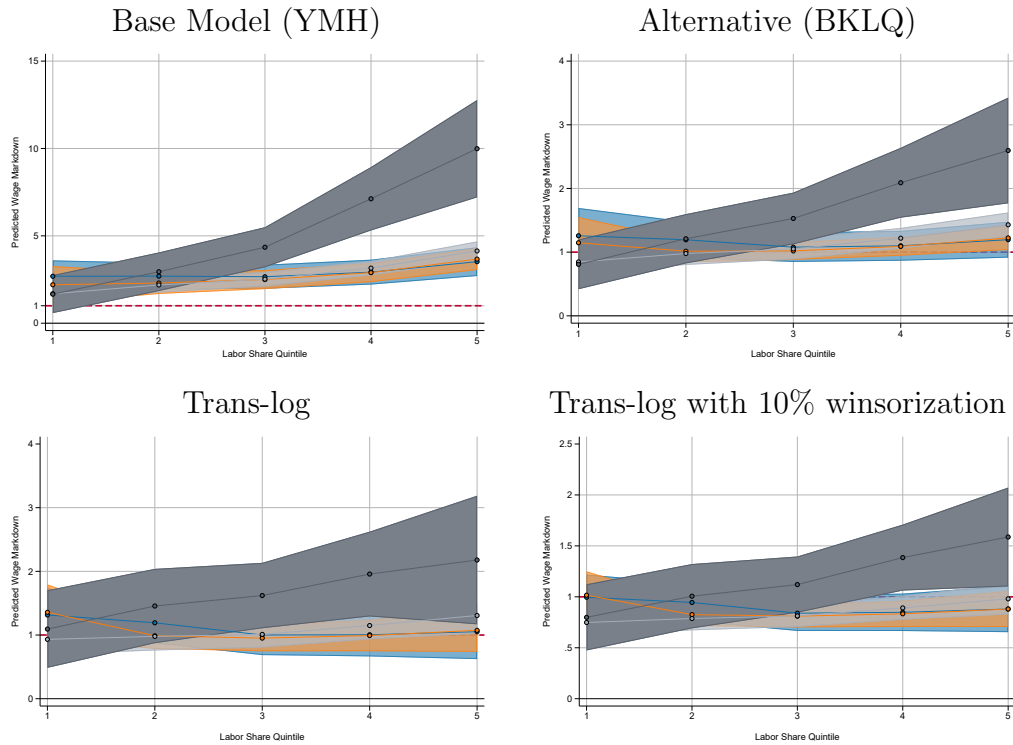 Base Model (YMH)
Alternative (BKLQ)
Predicted Wage Markdown
15
10
5
1
0
1 2 3 4 5
Labor Share Quintile
Predicted Wage Markdown
4
3
2
1
0
1 2 3 4 5
Labor Share Quintile
Trans-log
Trans-log with 10% winsorization
Predicted Wage Markdown
4
3
2
1
0
1 2 3 4 5
Labor Share Quintile
Predicted Wage Markdown
2.5
2
1.5
1
.5
0
1 2 3 4 5
Labor Share Quintile